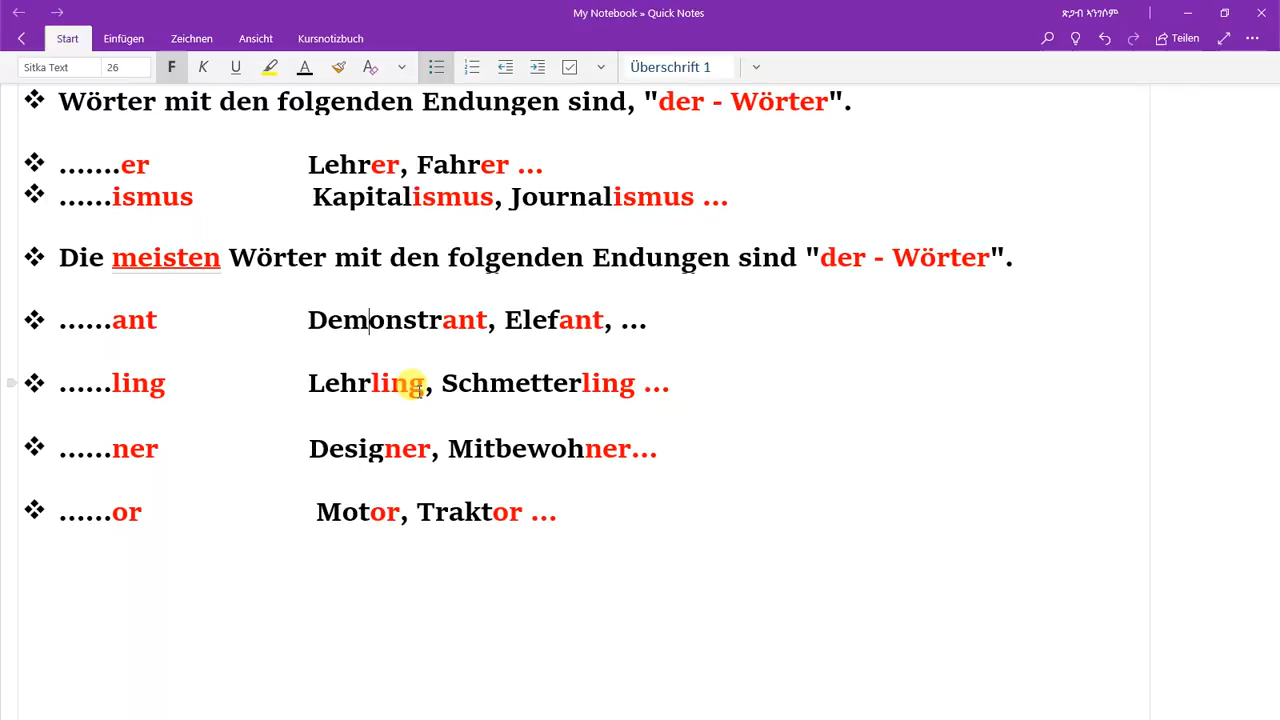 My Notebook » Quick Notes
ጽጋብ ኣንገሶም
Start Einfügen Zeichnen Ansicht Kursnotizbuch
Teilen
Sitka Text 26 F K U A Überschrift 1
❖ Wörter mit den folgenden Endungen sind, "der - Wörter".
❖ .......er Lehrer, Fahrer ...
❖ ......ismus Kapitalismus, Journalismus ...
❖ Die meisten Wörter mit den folgenden Endungen sind "der - Wörter".
❖ ......ant Demonstrant, Elefant, ...
❖ ......ling Lehrling, Schmetterling ...
❖ ......ner Designer, Mitbewohner...
❖ ......or Motor, Traktor ...